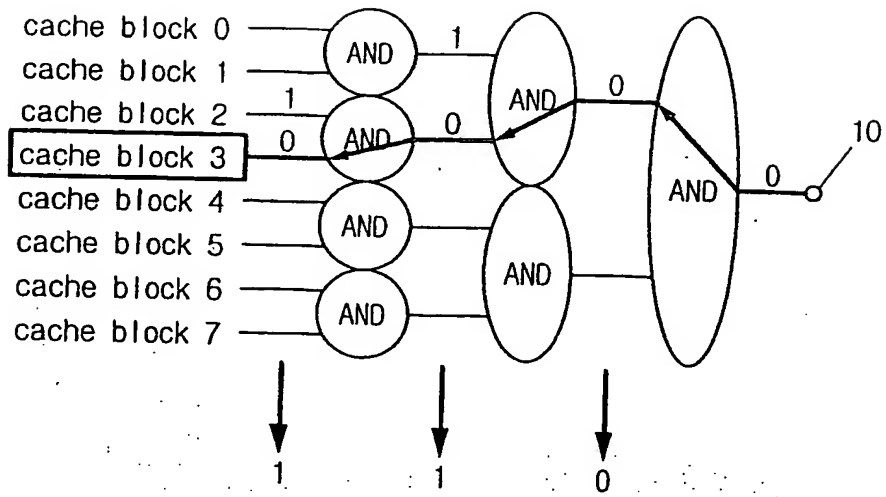 cache block 0
cache block 1
cache block 2
cache block 3
cache block 4
cache block 5
cache block 6
cache block 7
1
0
AND
AND
AND
AND
1
0
AND
AND
0
AND
0
10
1
1
0